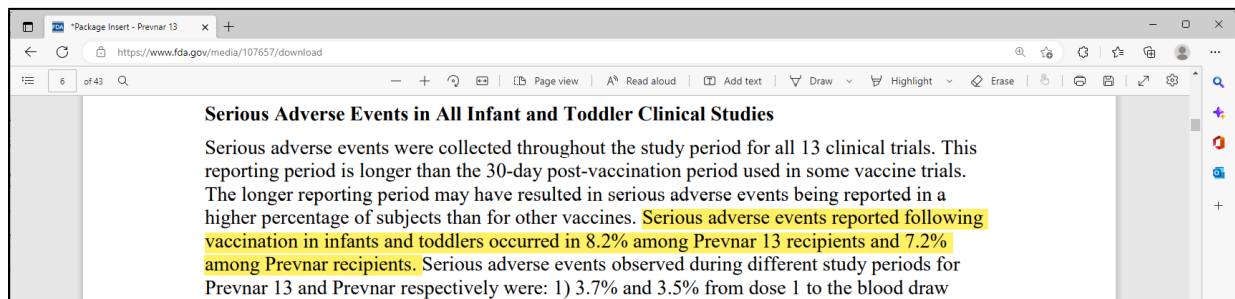 FDA *Package Insert - Prevnar 13
https://www.fda.gov/media/107657/download
6 of 43 Page view Read aloud Add text Draw Highlight Erase
Serious Adverse Events in All Infant and Toddler Clinical Studies
Serious adverse events were collected throughout the study period for all 13 clinical trials. This
reporting period is longer than the 30-day post-vaccination period used in some vaccine trials.
The longer reporting period may have resulted in serious adverse events being reported in a
higher percentage of subjects than for other vaccines. Serious adverse events reported following
vaccination in infants and toddlers occurred in 8.2% among Prevnar 13 recipients and 7.2%
among Prevnar recipients. Serious adverse events observed during different study periods for
Prevnar 13 and Prevnar respectively were: 1) 3.7% and 3.5% from dose 1 to the blood draw